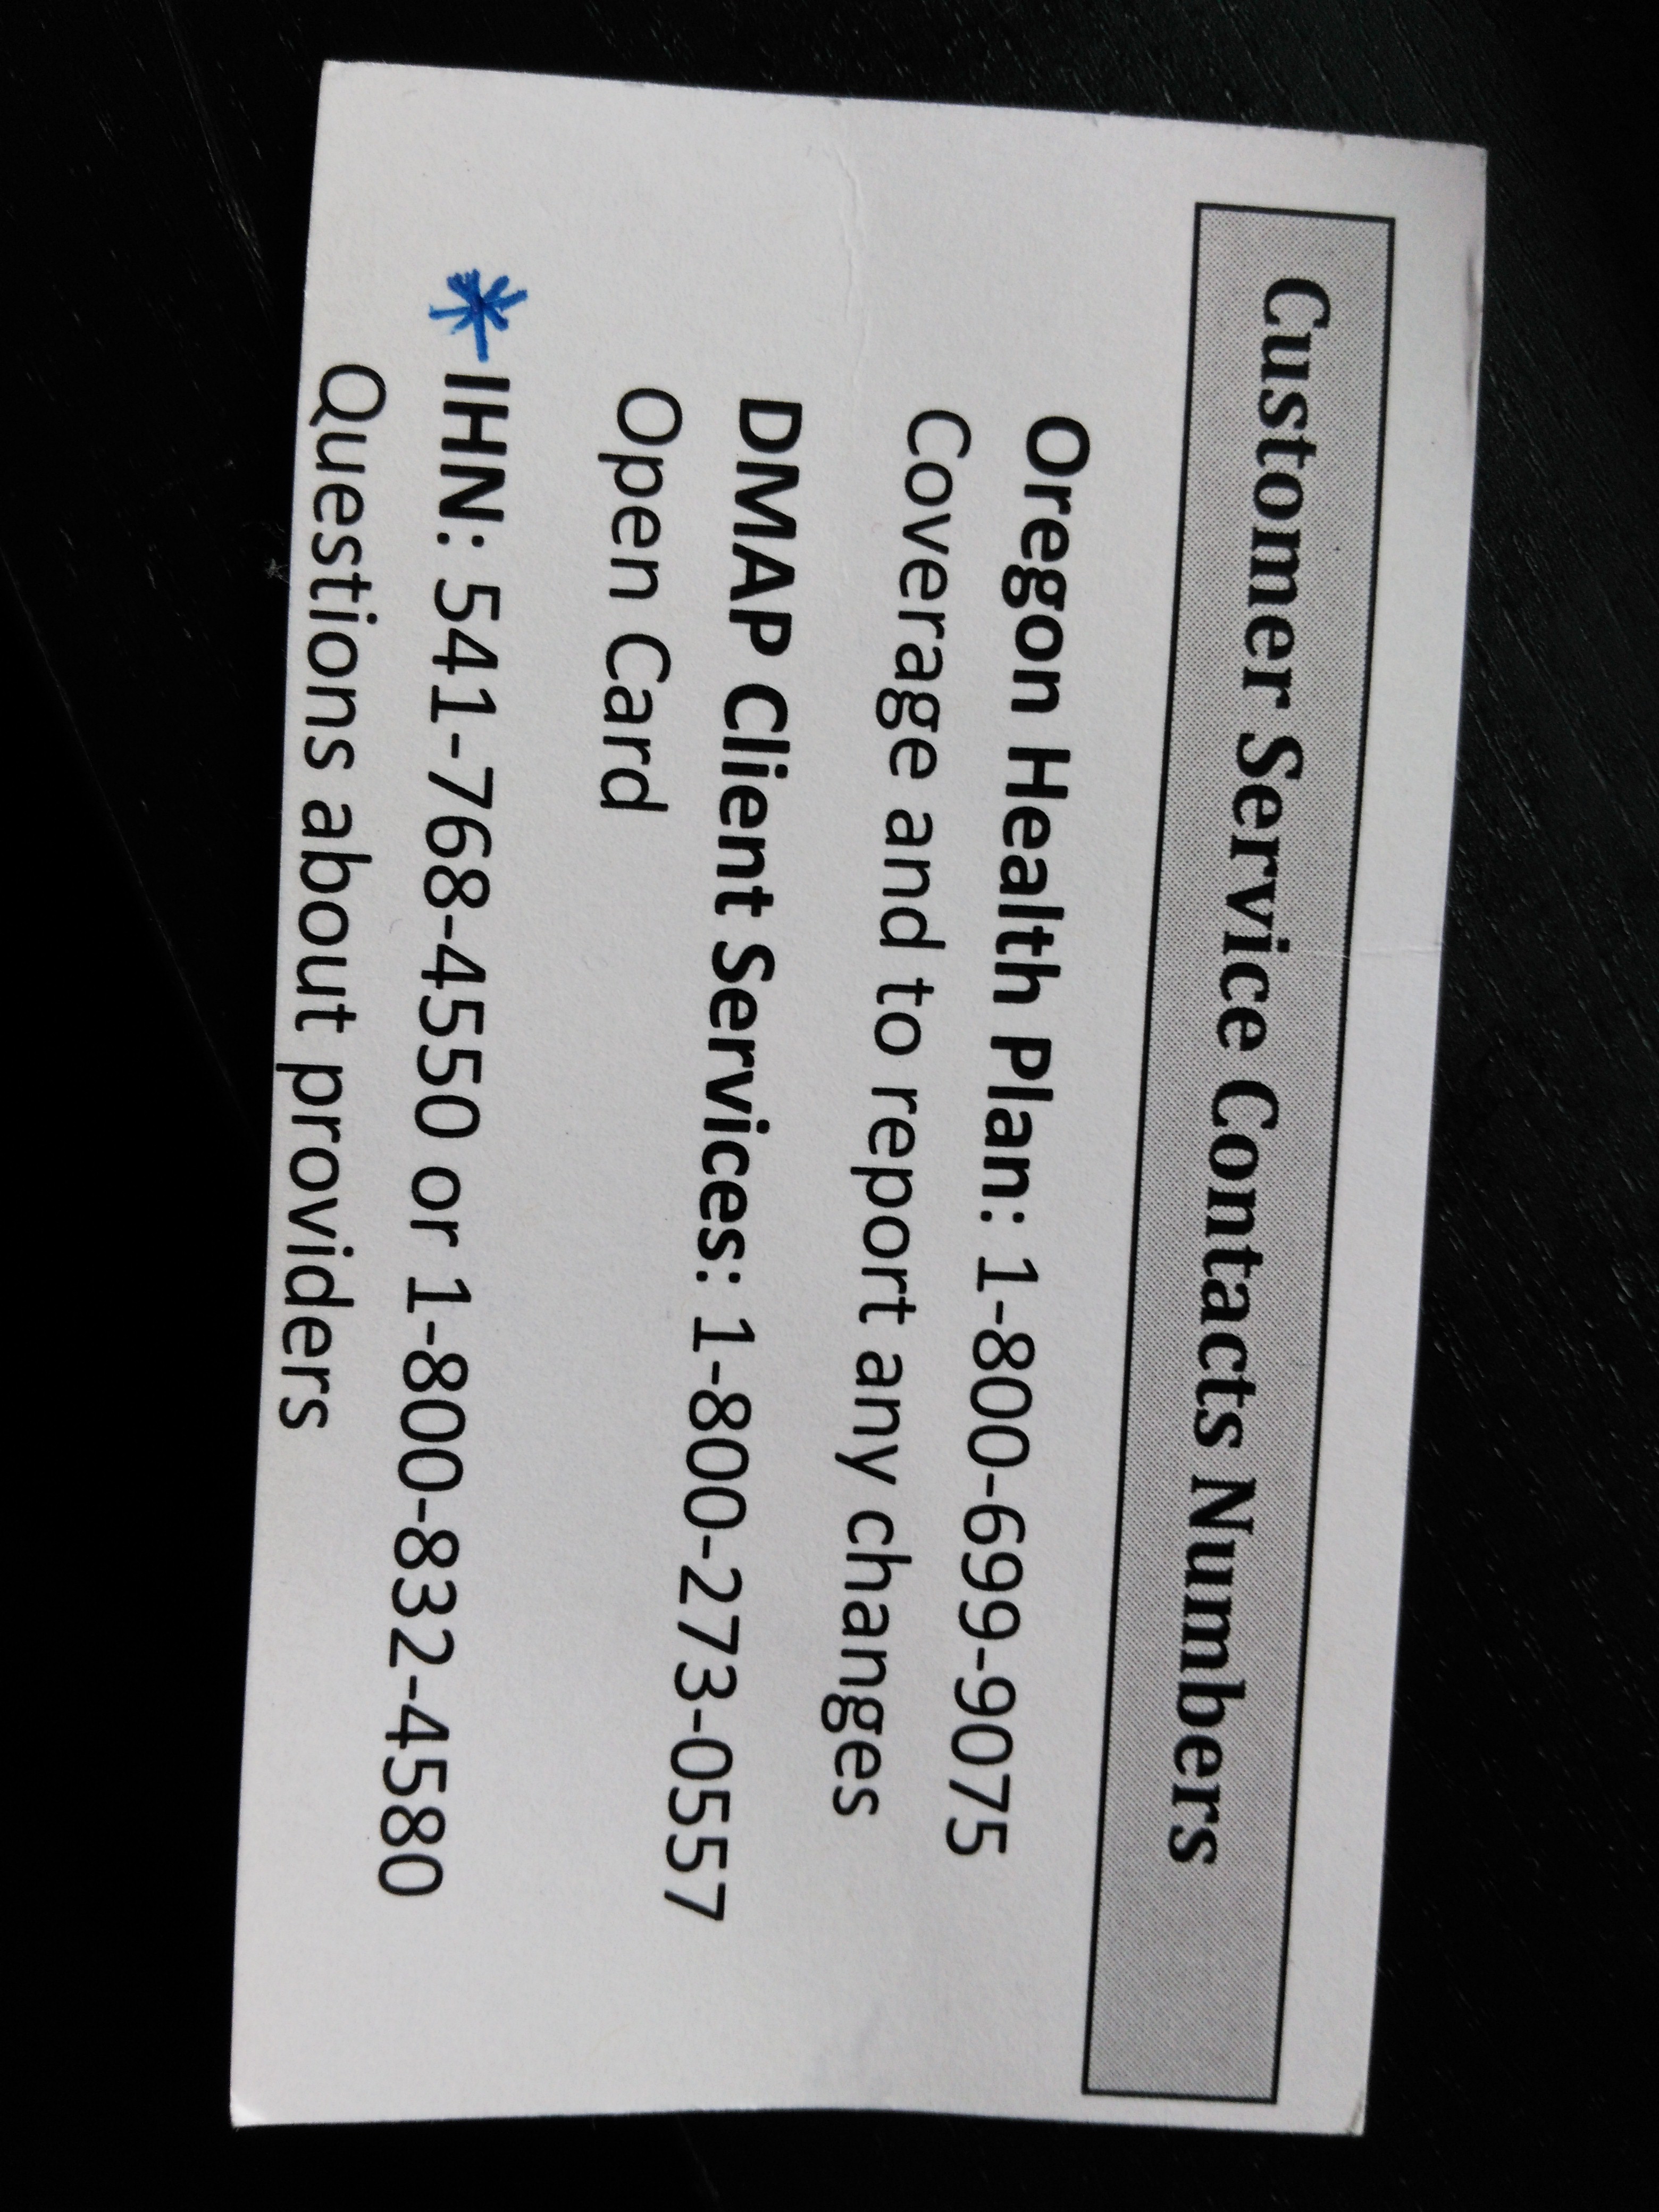 Customer Service Contacts Numbers
Oregon Health Plan: 1-800-699-9075
Coverage and to report any changes
DMAP Client Services: 1-800-273-0557
Open Card
*IHN: 541-768-4550 or 1-800-832-4580
Questions about providers